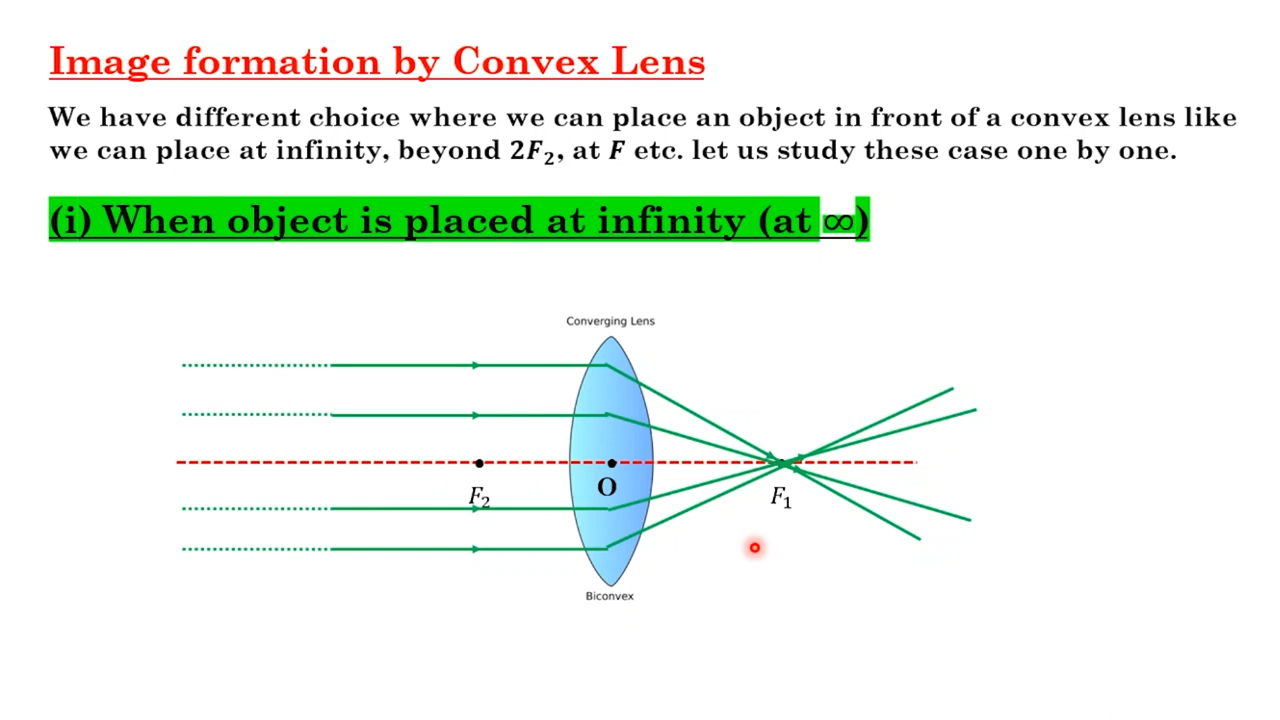 Image formation by Convex Lens
We have different choice where we can place an object in front of a convex lens like
we can place at infinity, beyond 2F₂, at F etc. let us study these case one by one.
(i) When object is placed at infinity (at ∞)
Converging Lens
F₂
O
F₁
Biconvex